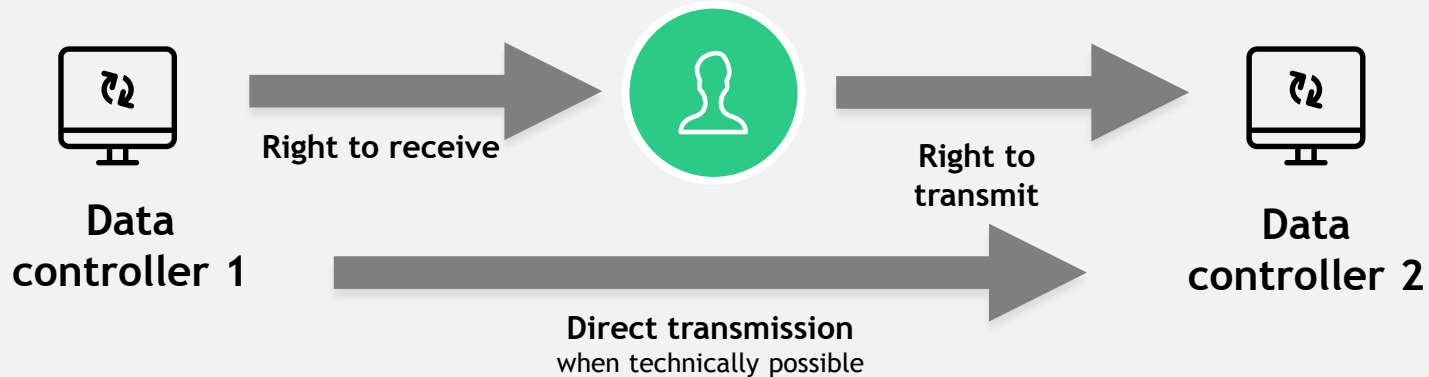 Right to receive
Right to
transmit
Data
controller 1
Data
controller 2
Direct transmission
when technically possible